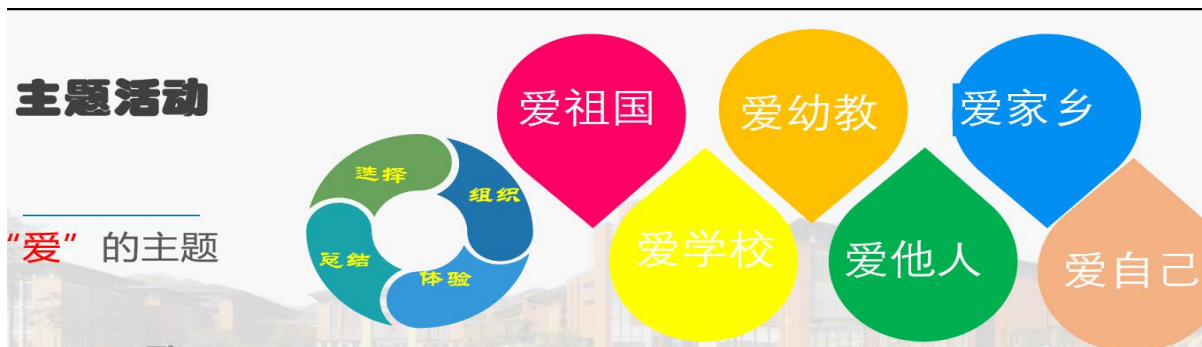 主题活动
“爱”的主题
选择
组织
总结
体验
爱祖国
爱幼教
爱家乡
爱学校
爱他人
爱自己